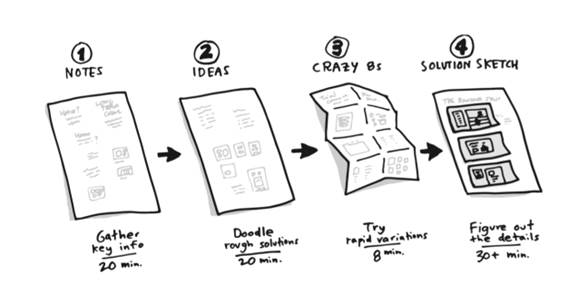 1
NOTES
2
IDEAS
3
CRAZY 8s
4
SOLUTION SKETCH
Gather
key info
20 min.
Doodle
rough solutions
20 min.
Try
rapid variations
8 min.
Figure out
the details
30+ min.